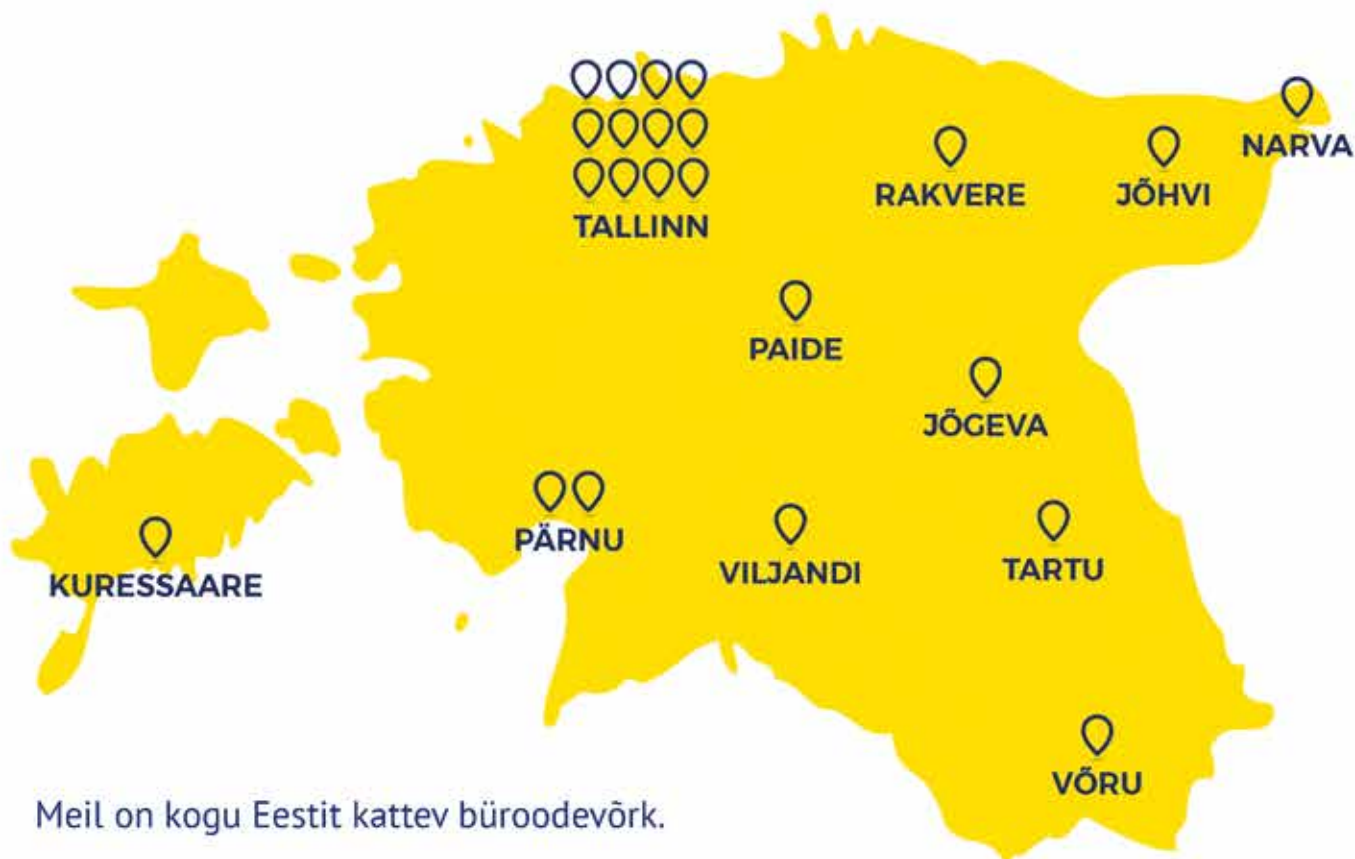 NARVA
RAKVERE
JÕHVI
TALLINN
PAIDE
JÕGEVA
PÄRNU
VILJANDI
TARTU
KURESSAARE
VÕRU
Meil on kogu Eestit kattev büroodevõrk.